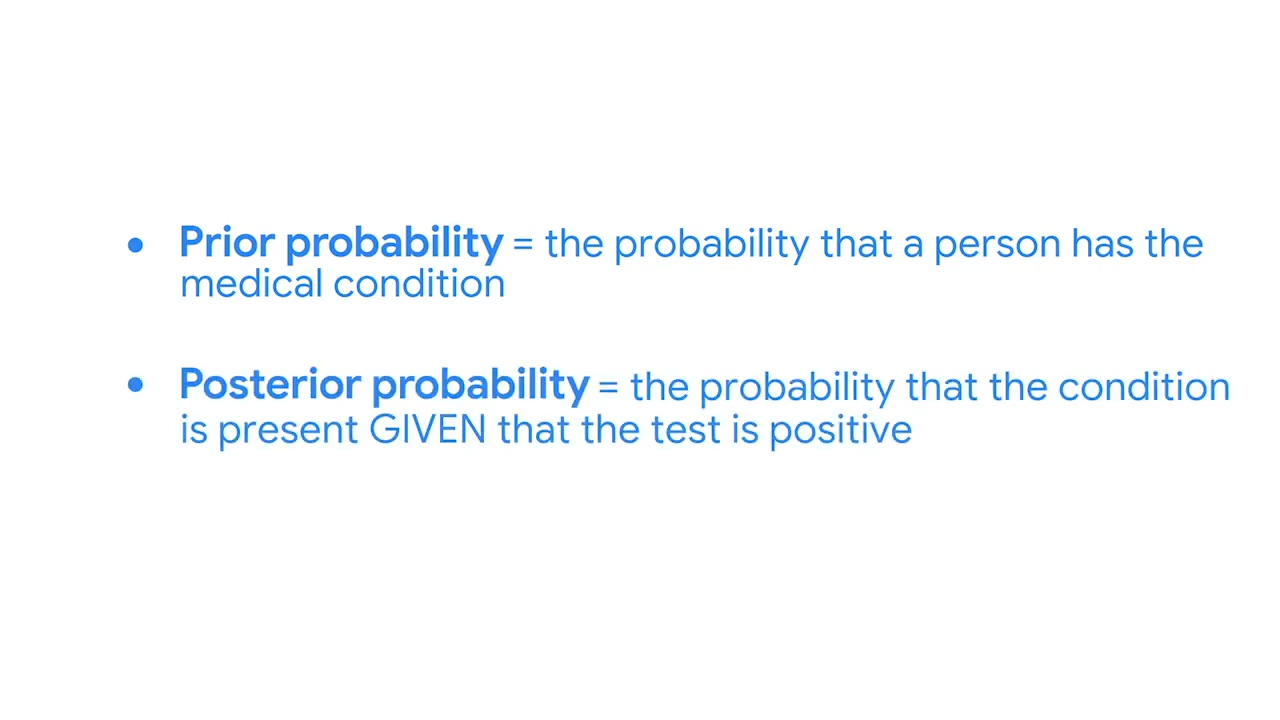 • Prior probability = the probability that a person has the
medical condition
• Posterior probability = the probability that the condition
is present GIVEN that the test is positive